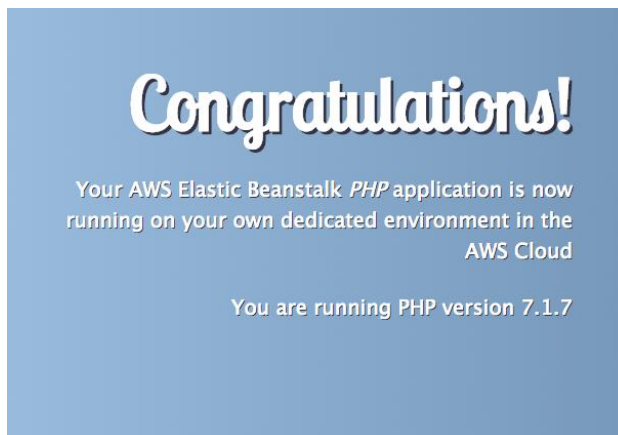 Congratulations!
Your AWS Elastic Beanstalk PHP application is now
running on your own dedicated environment in the
AWS Cloud
You are running PHP version 7.1.7